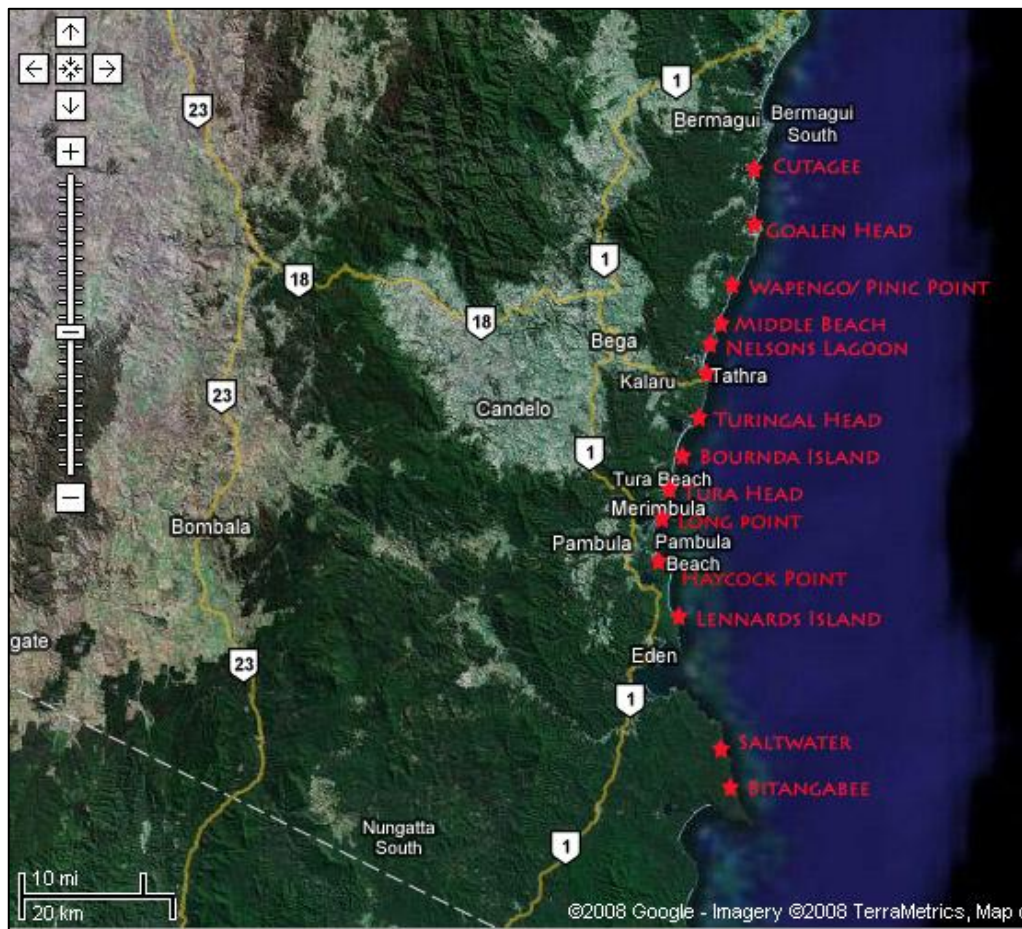 1
23
Bermagui
Bermagui
South
CUTAGEE
GOALEN HEAD
1
18
WAPENGO/ PINIC POINT
18
MIDDLE BEACH
Bega
NELSONS LAGOON
Kalaru
Tathra
23
Candelo
TURINGAL HEAD
1
BOURNDA ISLAND
Tura Beach
TURA HEAD
Merimbula
LONG POINT
Bombala
Pambula
Pambula
Beach
HAYCOCK POINT
LENNARDS ISLAND
gate
Eden
23
1
SALTWATER
BITANGABEE
Nungatta
South
1
10 mi
20 km
©2008 Google - Imagery ©2008 TerraMetrics, Map